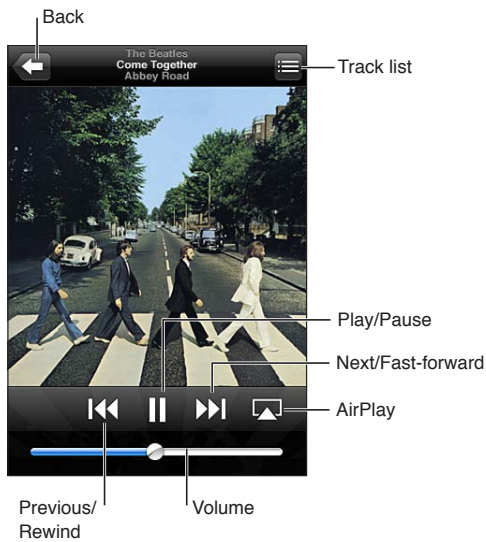 Back
The Beatles
Come Together
Abbey Road
Track list
Play/Pause
Next/Fast-forward
AirPlay
Previous/
Rewind
Volume